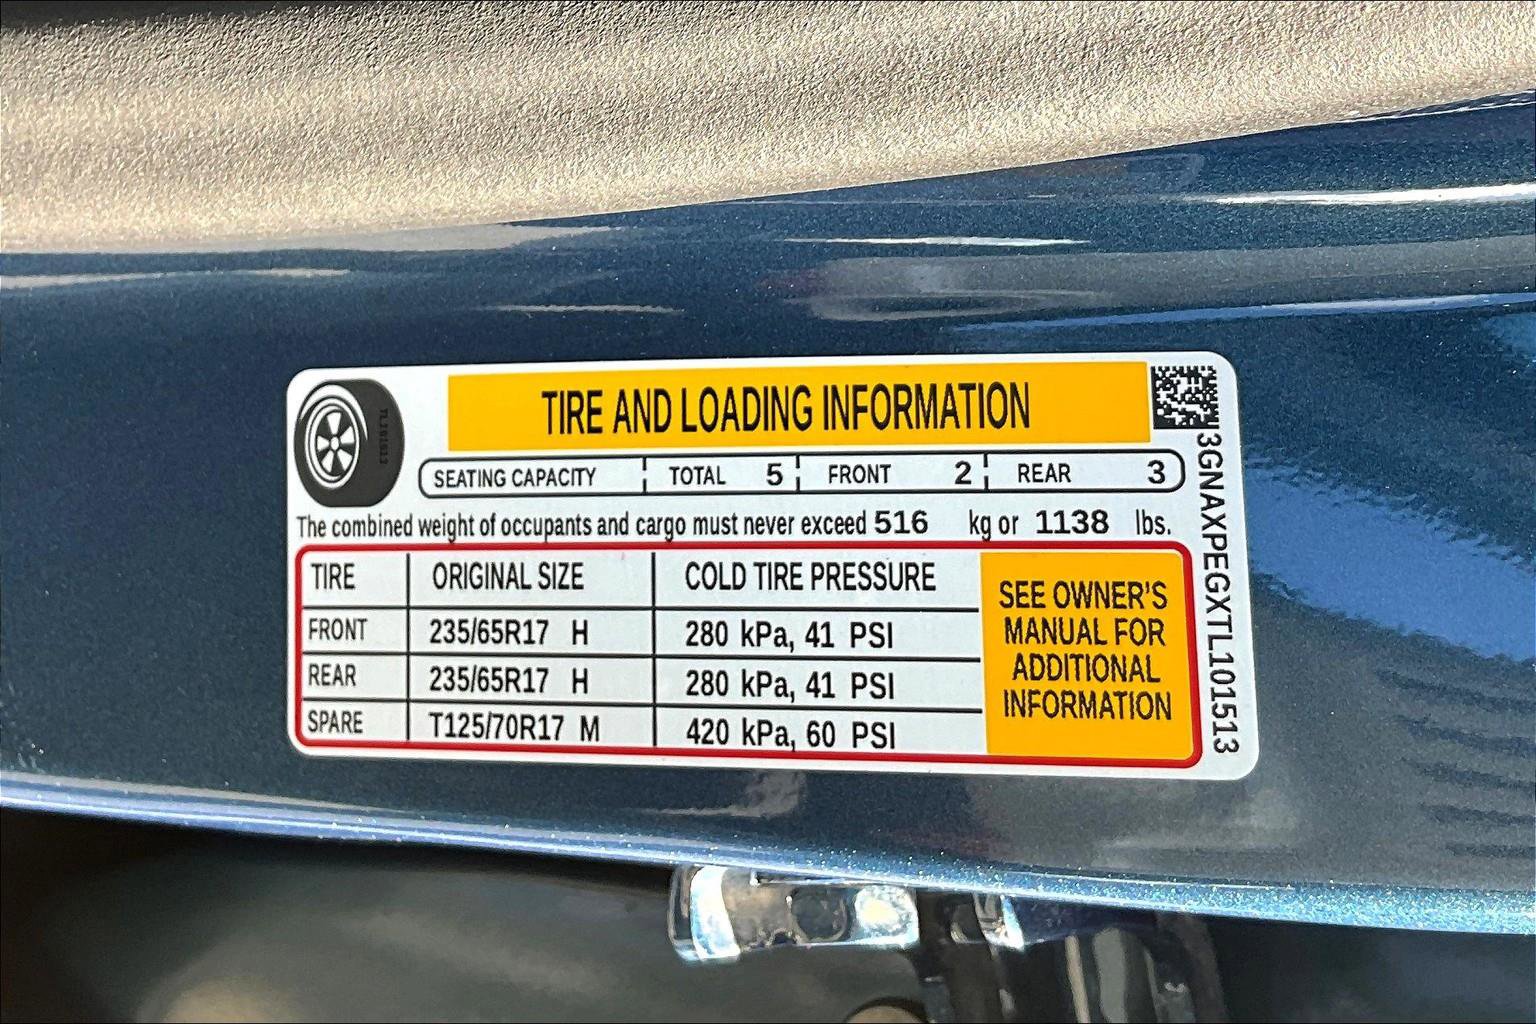 TIRE AND LOADING INFORMATION
SEATING CAPACITY TOTAL 5 FRONT 2 REAR 3
The combined weight of occupants and cargo must never exceed 516 kg or 1138 lbs.
TIRE ORIGINAL SIZE COLD TIRE PRESSURE
FRONT 235/65R17 H 280 kPa, 41 PSI
REAR 235/65R17 H 280 kPa, 41 PSI
SPARE T125/70R17 M 420 kPa, 60 PSI
SEE OWNER'S
MANUAL FOR
ADDITIONAL
INFORMATION
3GNAXPEGXTL101513